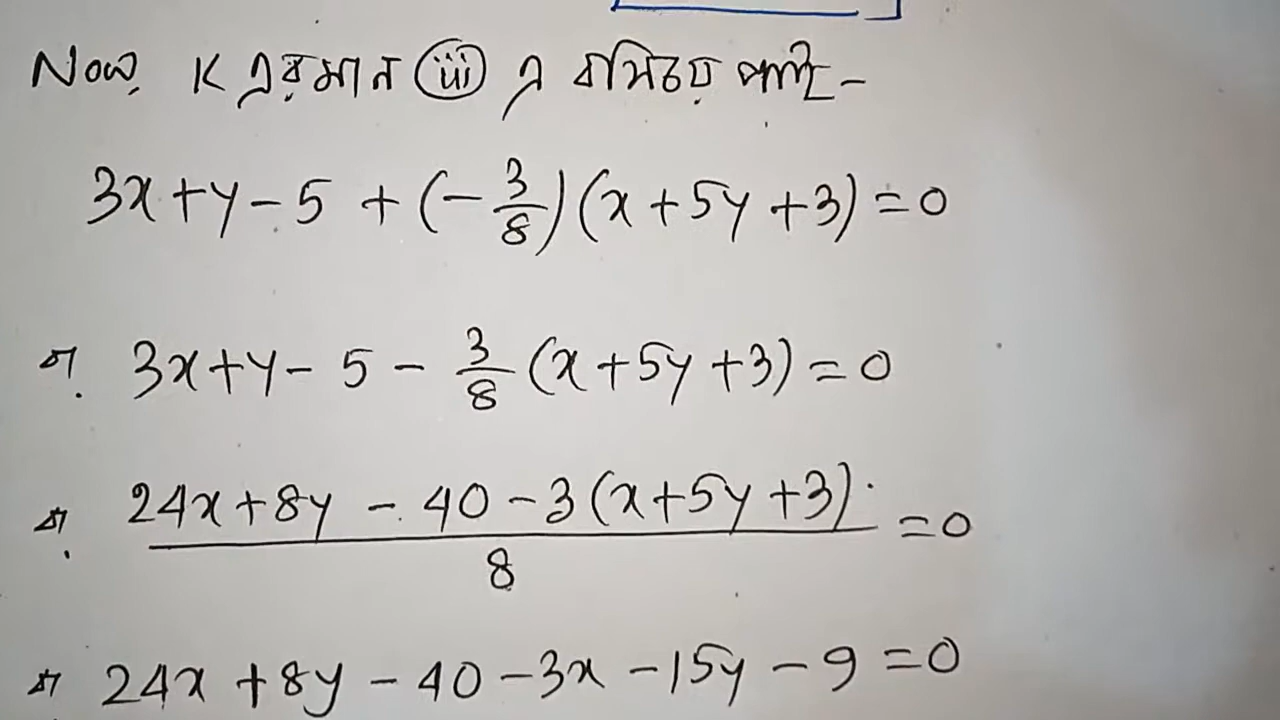 Now, K এর মান (iii) এ বসিয়ে পাই-
3x+y-5 + (-3/8)(x+5y+3)=0
বা, 3x+y-5-3/8(x+5y+3)=0
বা, (24x+8y-40-3(x+5y+3))/8=0
বা, 24x+8y-40-3x-15y-9=0